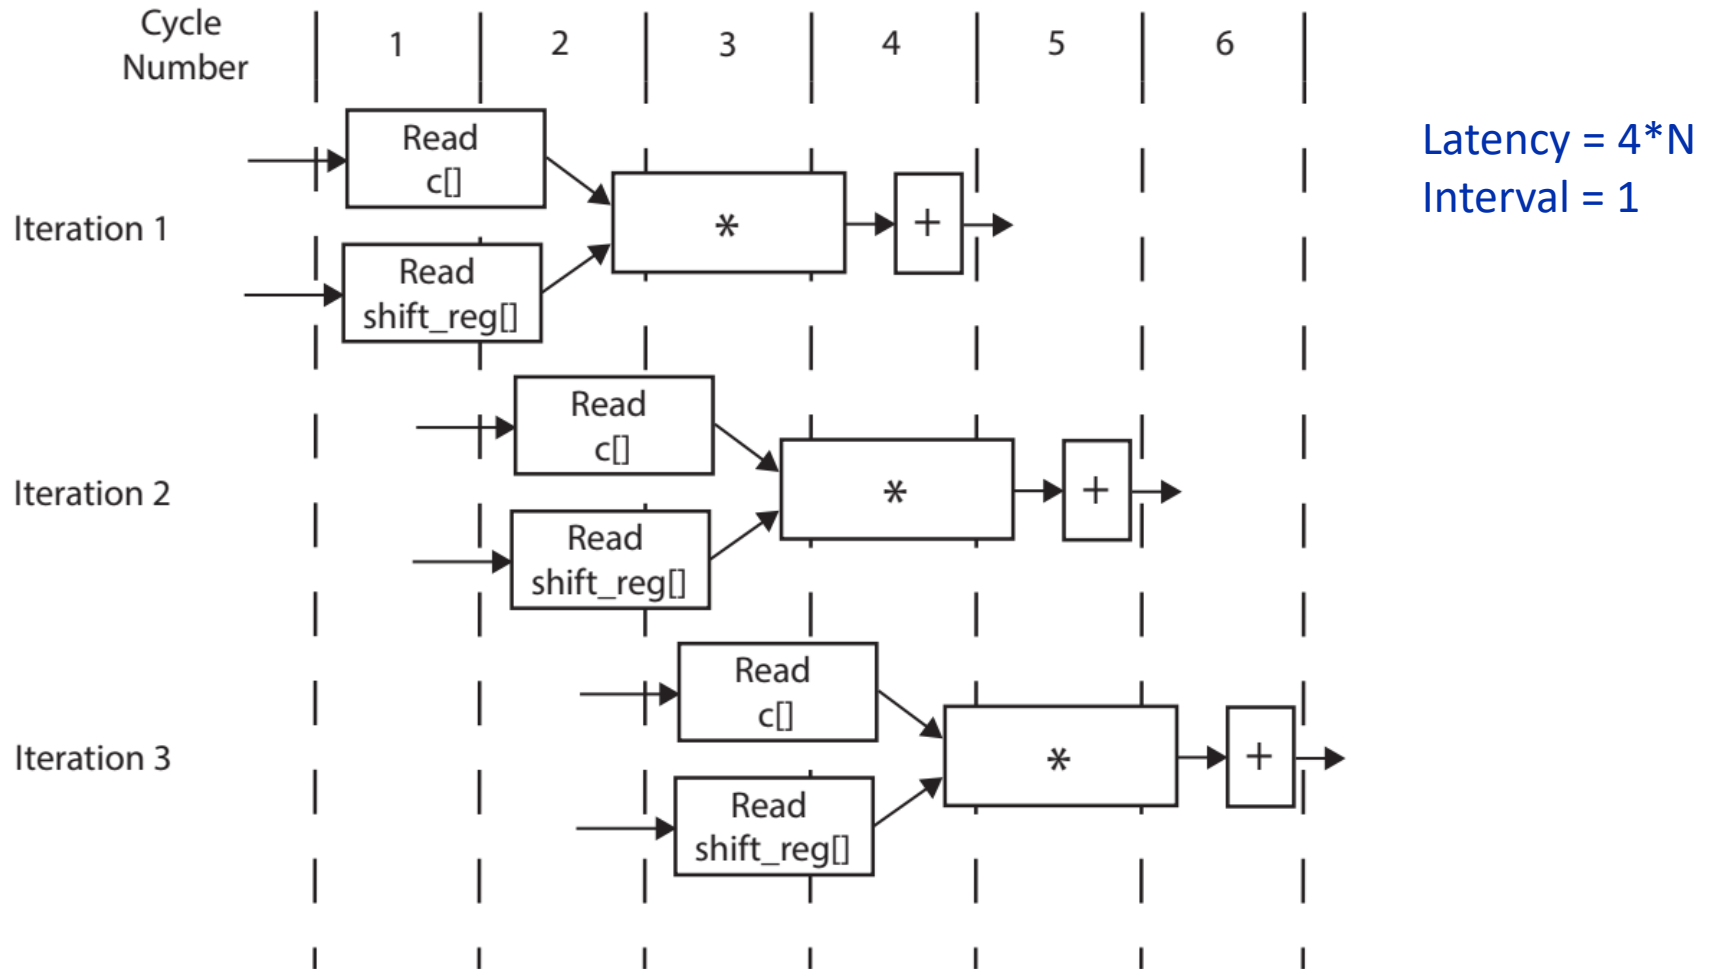 Cycle
Number
1
2
3
4
5
6
Latency = 4*N
Interval = 1
Iteration 1
Read
c[]
Read
shift_reg[]
*
+
Iteration 2
Read
c[]
Read
shift_reg[]
*
+
Iteration 3
Read
c[]
Read
shift_reg[]
*
+